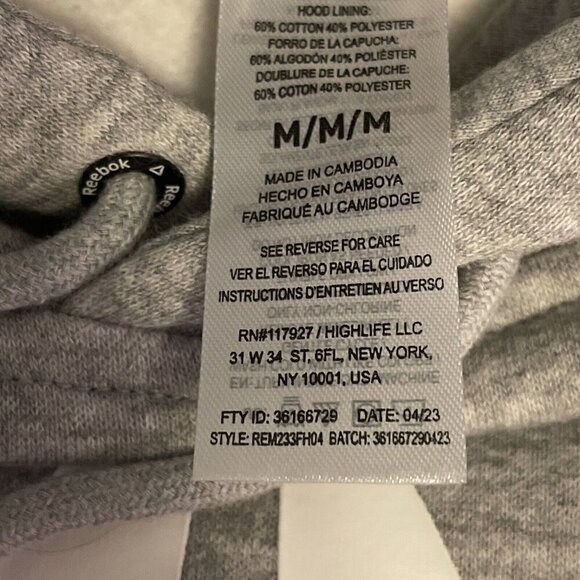 HOOD LINING:
60% COTTON 40% POLYESTER
FORRO DE LA CAPUCHA:
60% ALGODÓN 40% POLIÉSTER
DOUBLURE DE LA CAPUCHE:
60% COTON 40% POLYESTER
M/M/M
MADE IN CAMBODIA
HECHO EN CAMBOYA
FABRIQUÉ AU CAMBODGE
SEE REVERSE FOR CARE
VER EL REVERSO PARA EL CUIDADO
INSTRUCTIONS D'ENTRETIEN AU VERSO
RN#117927 / HIGHLIFE LLC
31 W 34 ST, 6FL, NEW YORK,
NY 10001, USA
FTY ID: 36166729 DATE: 04/23
STYLE: REM233FH04 BATCH: 361667290423
Reebok